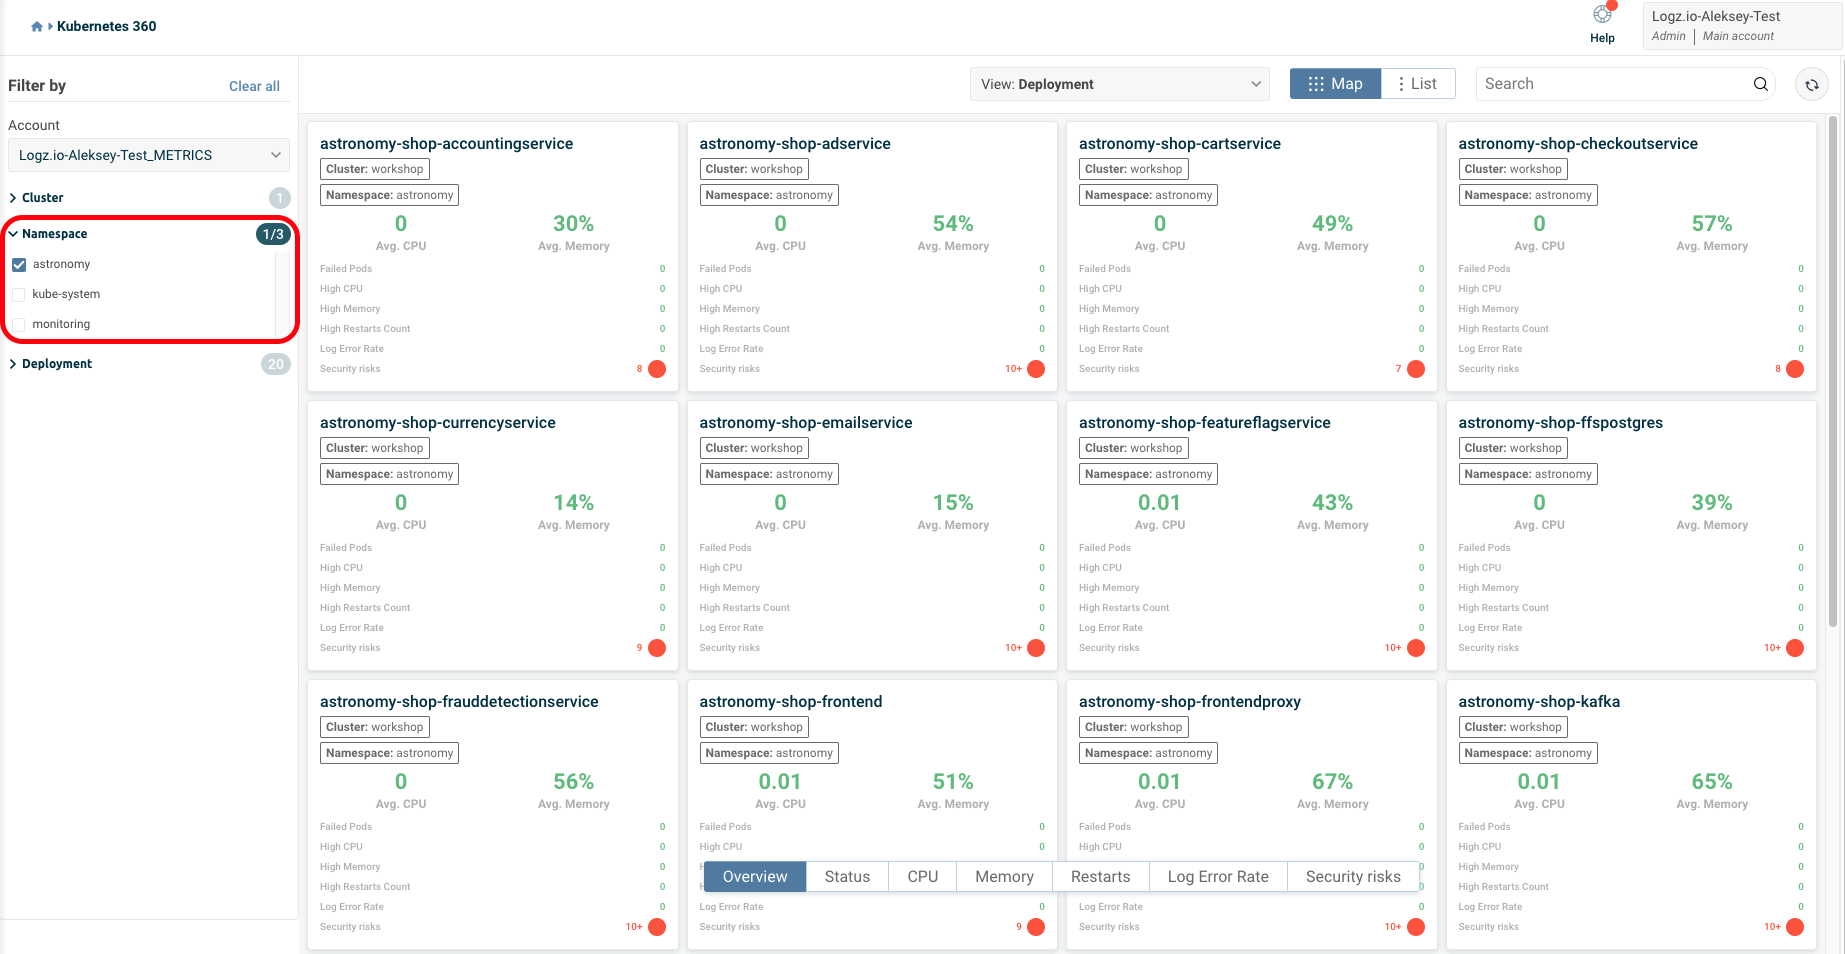 Kubernetes 360
Help
Logz.io-Aleksey-Test
Admin | Main account
Filter by
Clear all
Account
Logz.io-Aleksey-Test_METRICS
Cluster 1
Namespace 1/3
astronomy
kube-system
monitoring
Deployment 20
View: Deployment
Map
List
Search
astronomy-shop-accountingservice
Cluster: workshop
Namespace: astronomy
0 30%
Avg. CPU Avg. Memory
Failed Pods 0
High CPU 0
High Memory 0
High Restarts Count 0
Log Error Rate 0
Security risks 8
astronomy-shop-adservice
Cluster: workshop
Namespace: astronomy
0 54%
Avg. CPU Avg. Memory
Failed Pods 0
High CPU 0
High Memory 0
High Restarts Count 0
Log Error Rate 0
Security risks 10+
astronomy-shop-cartservice
Cluster: workshop
Namespace: astronomy
0 49%
Avg. CPU Avg. Memory
Failed Pods 0
High CPU 0
High Memory 0
High Restarts Count 0
Log Error Rate 0
Security risks 7
astronomy-shop-checkoutservice
Cluster: workshop
Namespace: astronomy
0 57%
Avg. CPU Avg. Memory
Failed Pods 0
High CPU 0
High Memory 0
High Restarts Count 0
Log Error Rate 0
Security risks 8
astronomy-shop-currencyservice
Cluster: workshop
Namespace: astronomy
0 14%
Avg. CPU Avg. Memory
Failed Pods 0
High CPU 0
High Memory 0
High Restarts Count 0
Log Error Rate 0
Security risks 9
astronomy-shop-emailservice
Cluster: workshop
Namespace: astronomy
0 15%
Avg. CPU Avg. Memory
Failed Pods 0
High CPU 0
High Memory 0
High Restarts Count 0
Log Error Rate 0
Security risks 10+
astronomy-shop-featureflagservice
Cluster: workshop
Namespace: astronomy
0.01 43%
Avg. CPU Avg. Memory
Failed Pods 0
High CPU 0
High Memory 0
High Restarts Count 0
Log Error Rate 0
Security risks 10+
astronomy-shop-ffspostgres
Cluster: workshop
Namespace: astronomy
0 39%
Avg. CPU Avg. Memory
Failed Pods 0
High CPU 0
High Memory 0
High Restarts Count 0
Log Error Rate 0
Security risks 10+
astronomy-shop-frauddetectionservice
Cluster: workshop
Namespace: astronomy
0 56%
Avg. CPU Avg. Memory
Failed Pods 0
High CPU 0
High Memory 0
High Restarts Count 0
Log Error Rate 0
Security risks 10+
astronomy-shop-frontend
Cluster: workshop
Namespace: astronomy
0.01 51%
Avg. CPU Avg. Memory
Failed Pods 0
High CPU 0
Log Error Rate 0
Security risks 9
astronomy-shop-frontendproxy
Cluster: workshop
Namespace: astronomy
0.01 67%
Avg. CPU Avg. Memory
Failed Pods 0
High CPU 0
Log Error Rate 0
Security risks 10+
astronomy-shop-kafka
Cluster: workshop
Namespace: astronomy
0.01 65%
Avg. CPU Avg. Memory
Failed Pods 0
High CPU 0
High Memory 0
High Restarts Count 0
Log Error Rate 0
Security risks 10+
Overview Status CPU Memory Restarts Log Error Rate Security risks